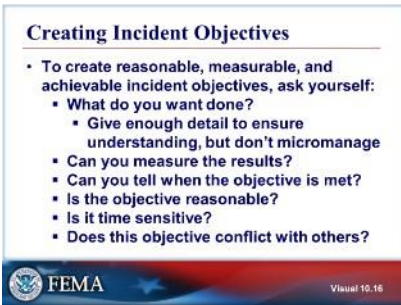 Creating Incident Objectives
• To create reasonable, measurable, and
achievable incident objectives, ask yourself:
▪ What do you want done?
▪ Give enough detail to ensure
understanding, but don't micromanage
▪ Can you measure the results?
▪ Can you tell when the objective is met?
▪ Is the objective reasonable?
▪ Is it time sensitive?
▪ Does this objective conflict with others?
FEMA
Visual 10.16